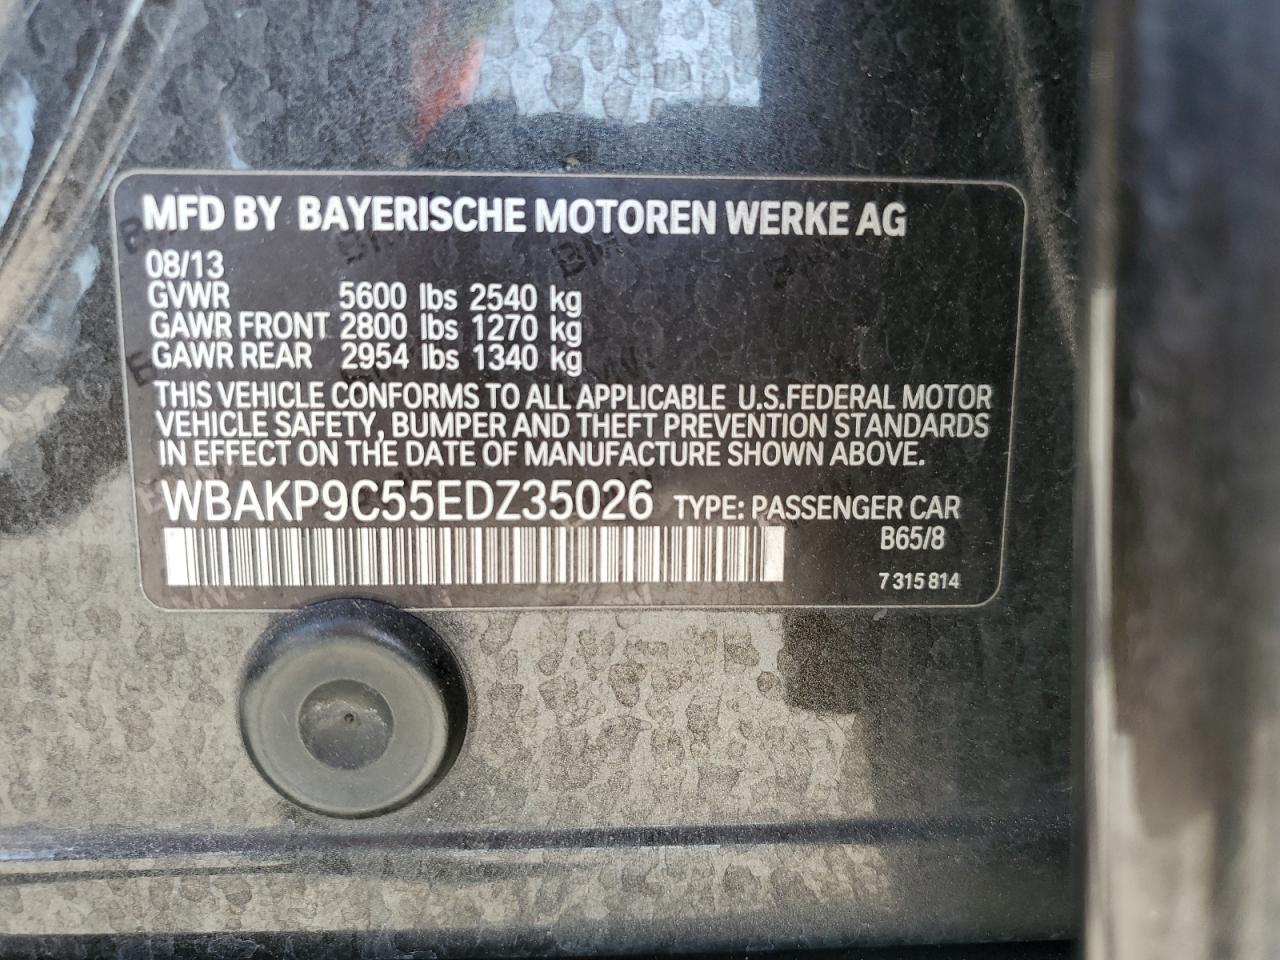 MFD BY BAYERISCHE MOTOREN WERKE AG
08/13
GVWR 5600 lbs 2540 kg
GAWR FRONT 2800 lbs 1270 kg
GAWR REAR 2954 lbs 1340 kg
THIS VEHICLE CONFORMS TO ALL APPLICABLE U.S.FEDERAL MOTOR
VEHICLE SAFETY, BUMPER AND THEFT PREVENTION STANDARDS
IN EFFECT ON THE DATE OF MANUFACTURE SHOWN ABOVE.
WBAKP9C55EDZ35026 TYPE: PASSENGER CAR
B65/8
7 315 814